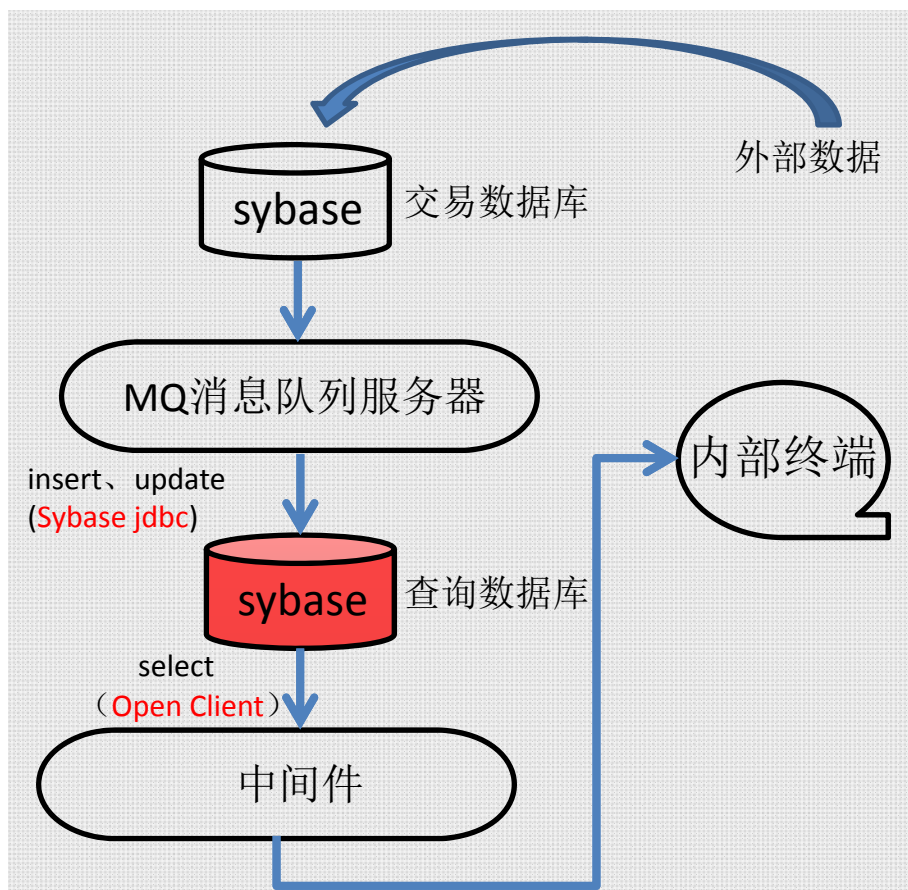 外部数据
sybase
交易数据库
MQ消息队列服务器
insert、update
(Sybase jdbc)
内部终端
sybase
查询数据库
select
（Open Client）
中间件